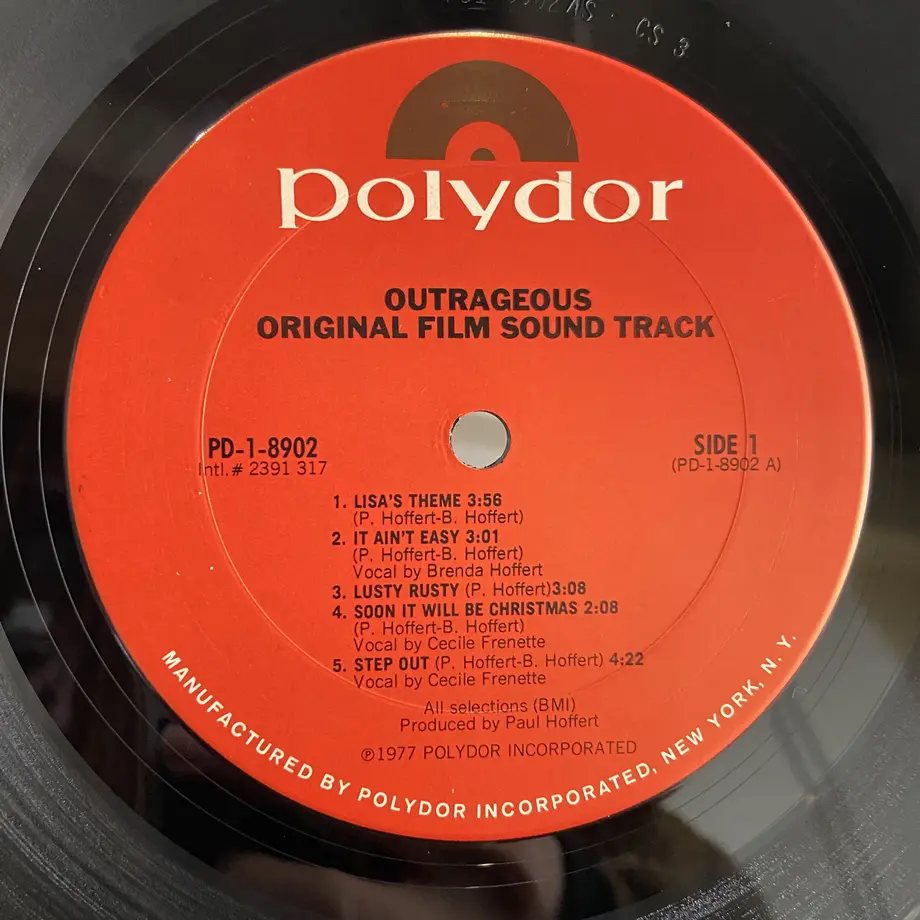 CS 3
polydor
OUTRAGEOUS
ORIGINAL FILM SOUND TRACK
PD-1-8902
Intl.# 2391 317
SIDE 1
(PD-1-8902 A)
1. LISA'S THEME 3:56
(P. Hoffert-B. Hoffert)
2. IT AIN'T EASY 3:01
(P. Hoffert-B. Hoffert)
Vocal by Brenda Hoffert
3. LUSTY RUSTY (P. Hoffert)3:08
4. SOON IT WILL BE CHRISTMAS 2:08
(P. Hoffert-B. Hoffert)
Vocal by Cecile Frenette
5. STEP OUT (P. Hoffert-B. Hoffert) 4:22
Vocal by Cecile Frenette
All selections (BMI)
Produced by Paul Hoffert
℗1977 POLYDOR INCORPORATED
MANUFACTURED BY POLYDOR INCORPORATED, NEW YORK, N. Y.